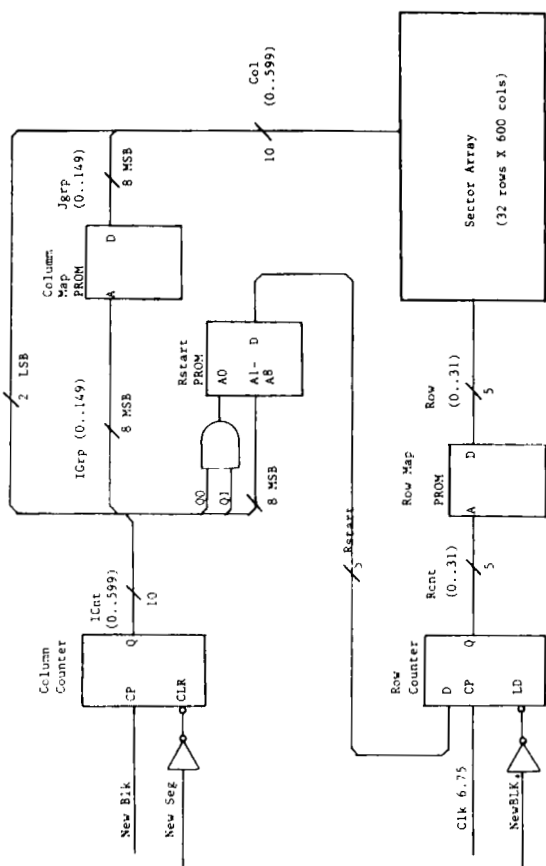 New Blk
New Seg
Column
Counter
CP
CLR
Q
ICnt
(0..599)
10
2 LSB
IGrp (0..149)
8 MSB
Column
Map
PROM
A
D
Jgrp
(0..149)
8 MSB
Q0
Q1
8 MSB
Rstart
PROM
A0
A1-
A8
D
Col
(0..599)
10
Rstart
5
Clk 6.75
NewBLK
Row
Counter
D
CP
LD
Q
Rcnt
(0..31)
5
Row Map
PROM
A
D
Row
(0..31)
5
Sector Array
(32 rows X 600 cols)